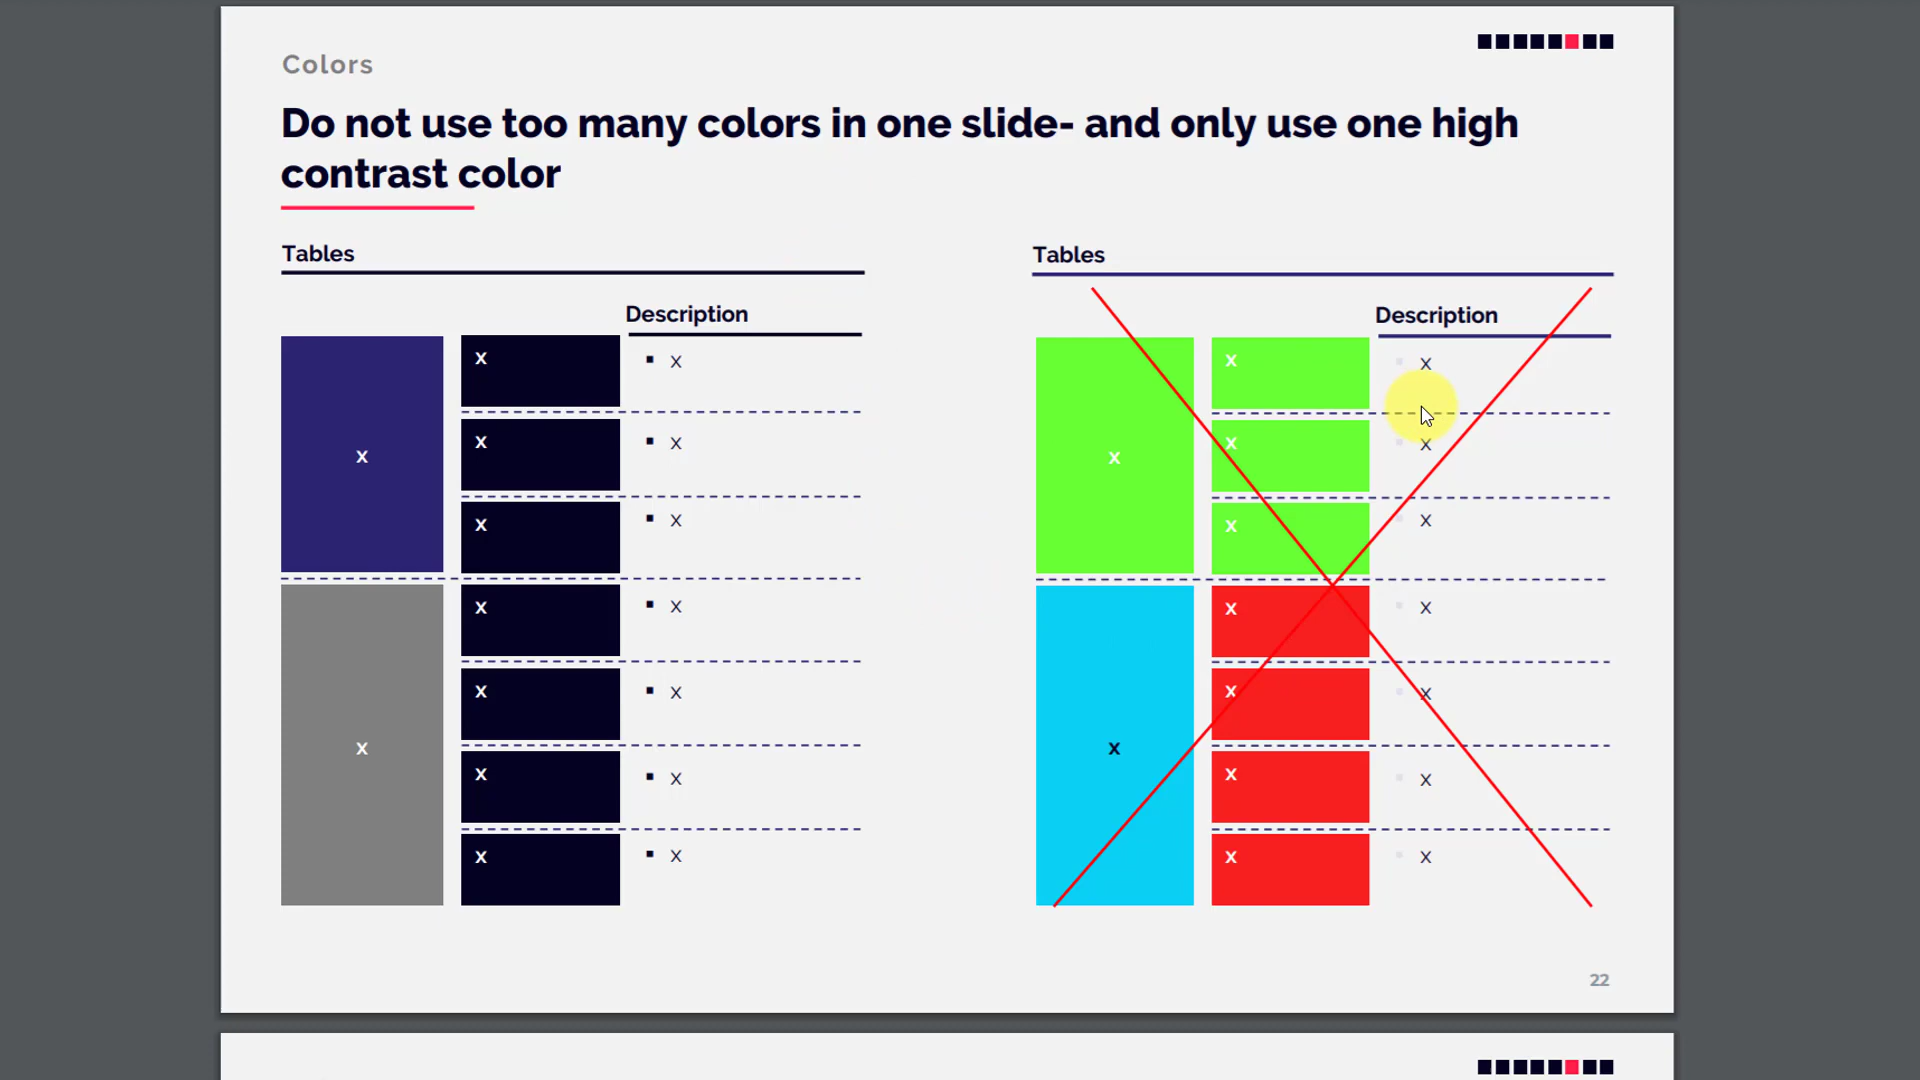 Colors
Do not use too many colors in one slide- and only use one high
contrast color
Tables
Description
x
x
▪ x
x
▪ x
x
▪ x
x
x
▪ x
x
▪ x
x
▪ x
x
▪ x
Tables
Description
x
x
▪ x
x
▪ x
x
▪ x
x
x
▪ x
x
▪ x
x
▪ x
x
▪ x
22